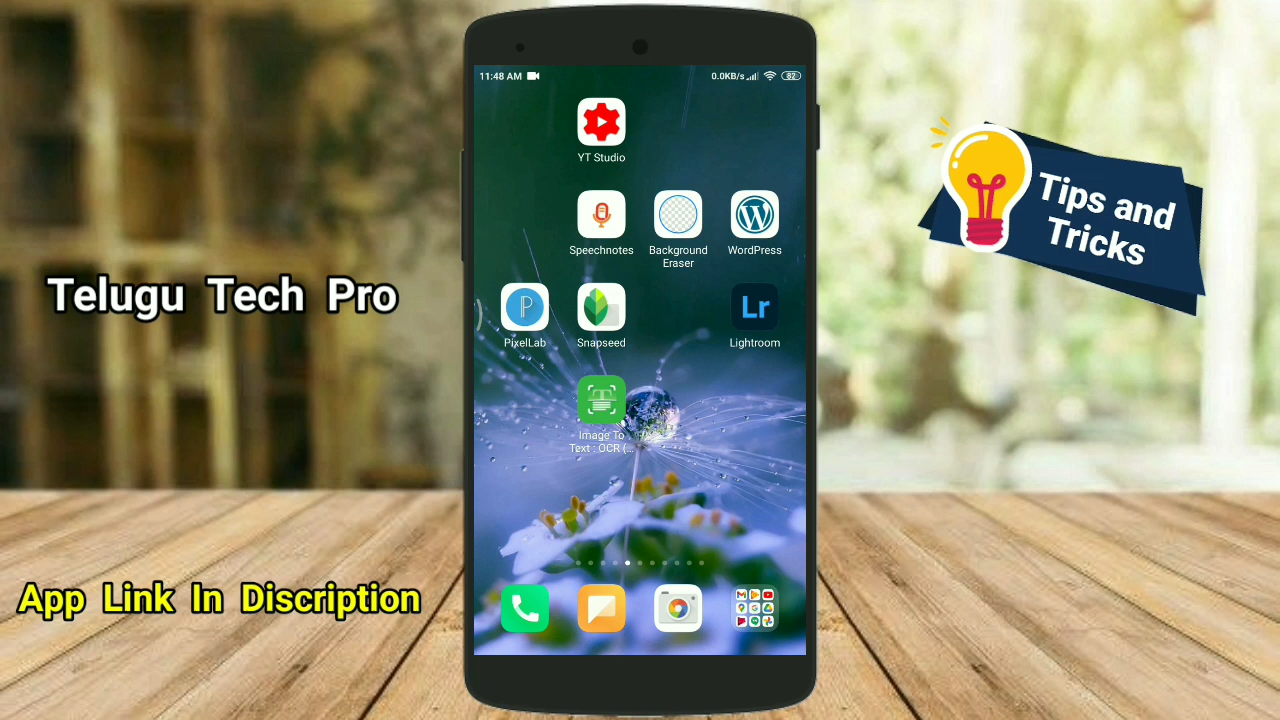 11:48 AM
0.0KB/s
82
YT Studio
Speechnotes
Background
Eraser
WordPress
P
PixelLab
Snapseed
Lr
Lightroom
Image To
Text : OCR (...
Telugu Tech Pro
App Link In Discription
Tips and
Tricks